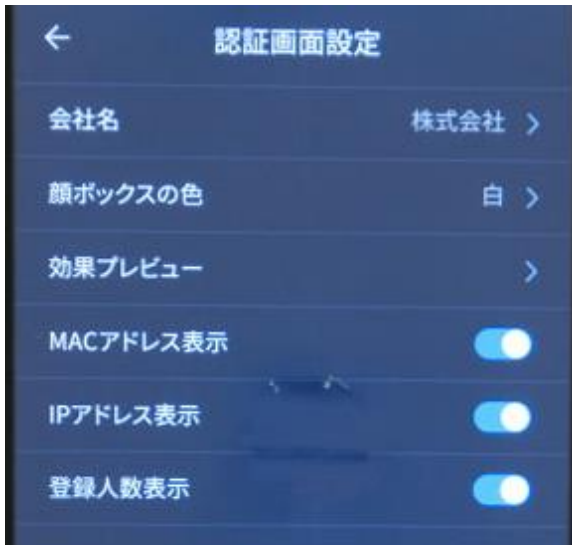 認証画面設定
会社名 株式会社
顔ボックスの色 白
効果プレビュー
MACアドレス表示
IPアドレス表示
登録人数表示